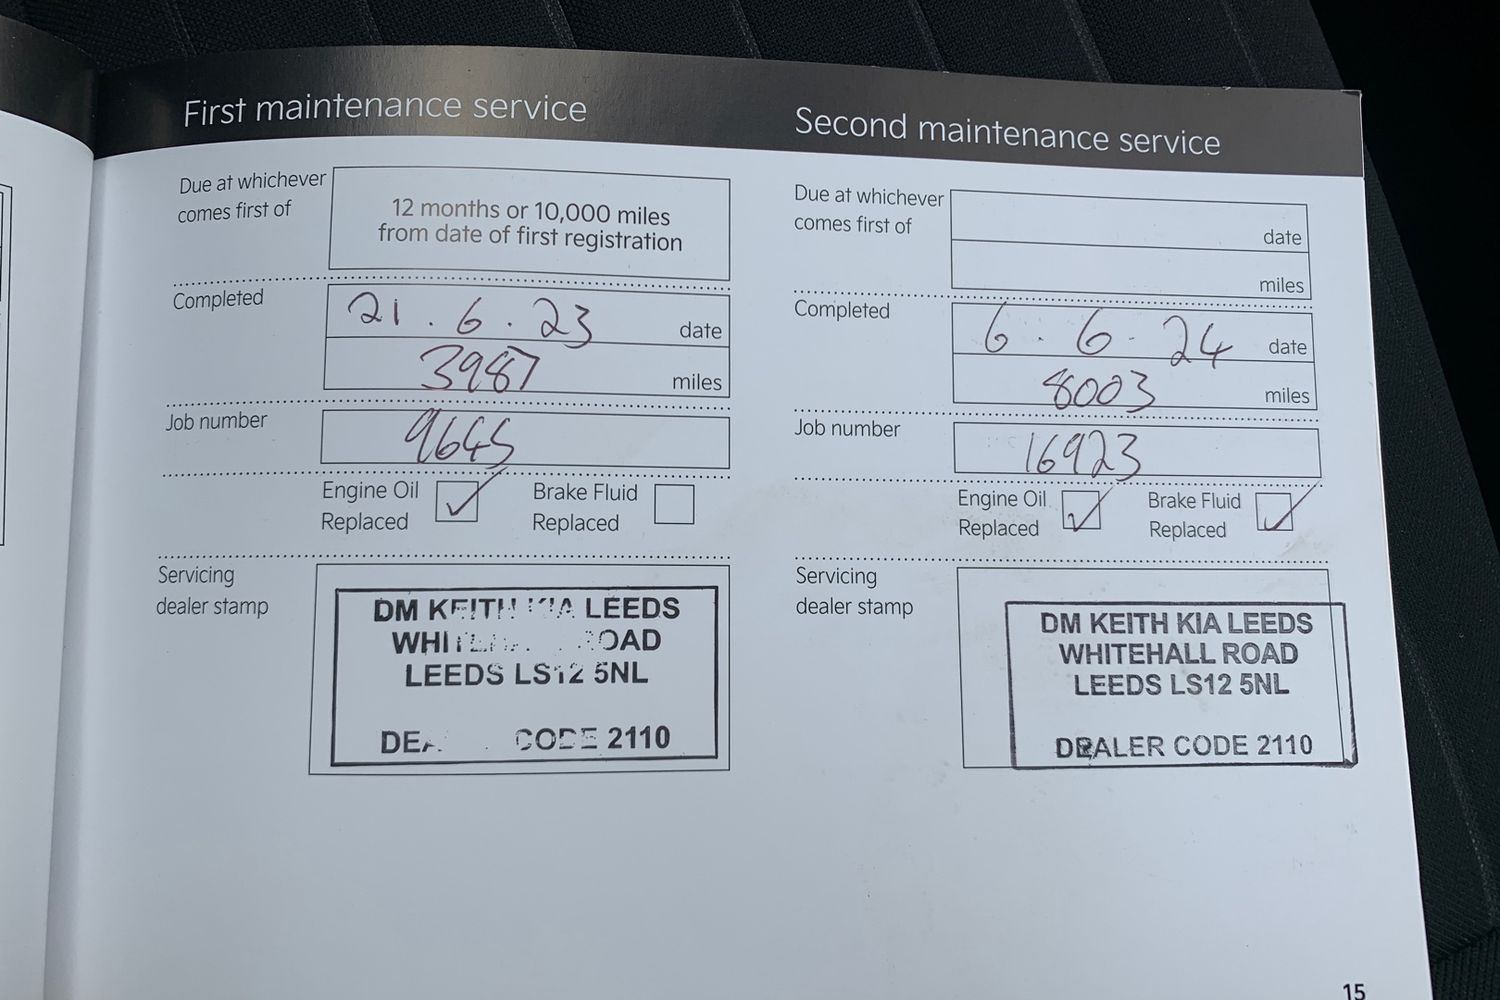 First maintenance service
Due at whichever
comes first of
12 months or 10,000 miles
from date of first registration
Completed
21 . 6 . 23 date
3987 miles
Job number
9645
Engine Oil
Replaced
Brake Fluid
Replaced
Servicing
dealer stamp
DM KEITH KIA LEEDS
WHITEHALL ROAD
LEEDS LS12 5NL
DEALER CODE 2110
Second maintenance service
Due at whichever
comes first of
date
miles
Completed
6 . 6 . 24 date
8003 miles
Job number
16923
Engine Oil
Replaced
Brake Fluid
Replaced
Servicing
dealer stamp
DM KEITH KIA LEEDS
WHITEHALL ROAD
LEEDS LS12 5NL
DEALER CODE 2110
15